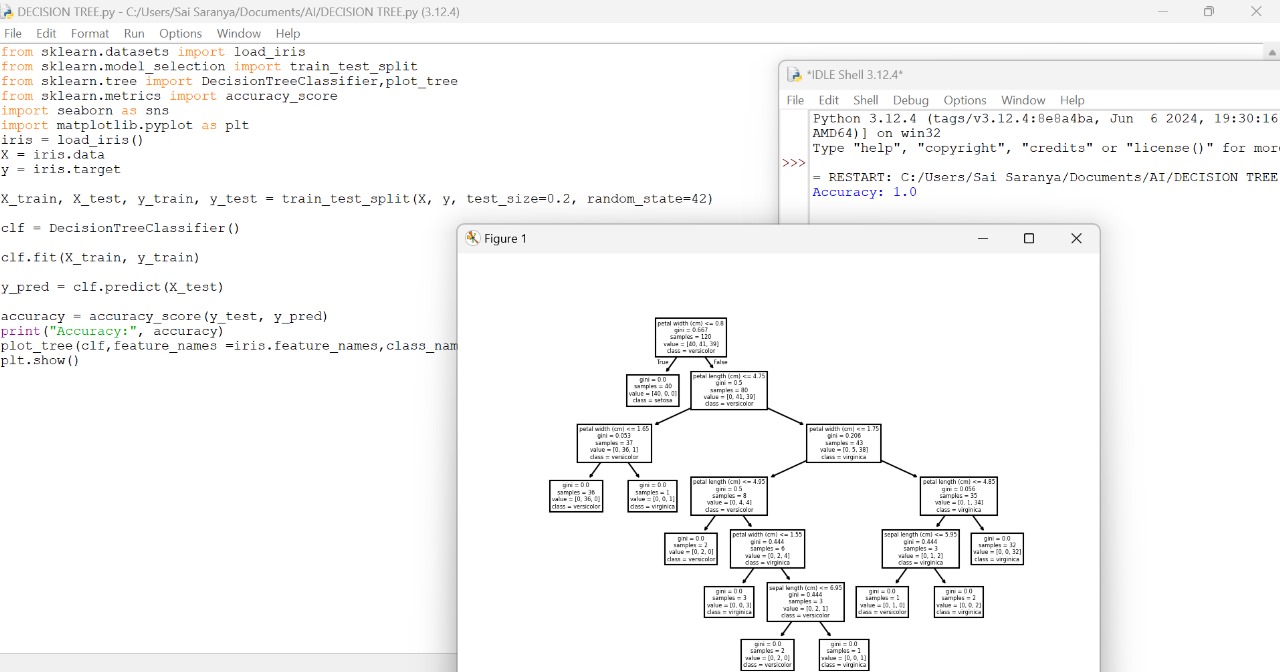 DECISION TREE.py - C:/Users/Sai Saranya/Documents/AI/DECISION TREE.py (3.12.4)
File Edit Format Run Options Window Help
from sklearn.datasets import load_iris
from sklearn.model_selection import train_test_split
from sklearn.tree import DecisionTreeClassifier,plot_tree
from sklearn.metrics import accuracy_score
import seaborn as sns
import matplotlib.pyplot as plt
iris = load_iris()
X = iris.data
y = iris.target
X_train, X_test, y_train, y_test = train_test_split(X, y, test_size=0.2, random_state=42)
clf = DecisionTreeClassifier()
clf.fit(X_train, y_train)
y_pred = clf.predict(X_test)
accuracy = accuracy_score(y_test, y_pred)
print("Accuracy:", accuracy)
plot_tree(clf,feature_names =iris.feature_names,class_nam
plt.show()
*IDLE Shell 3.12.4*
File Edit Shell Debug Options Window Help
Python 3.12.4 (tags/v3.12.4:8e8a4ba, Jun  6 2024, 19:30:16
AMD64)] on win32
Type "help", "copyright", "credits" or "license()" for mor
>>>
= RESTART: C:/Users/Sai Saranya/Documents/AI/DECISION TREE
Accuracy: 1.0
Figure 1
petal width (cm) <= 0.8
gini = 0.667
samples = 120
value = [40, 41, 39]
class = versicolor
True
False
gini = 0.0
samples = 40
value = [40, 0, 0]
class = setosa
petal length (cm) <= 4.75
gini = 0.5
samples = 80
value = [0, 41, 39]
class = versicolor
petal width (cm) <= 1.65
gini = 0.053
samples = 37
value = [0, 36, 1]
class = versicolor
petal width (cm) <= 1.75
gini = 0.206
samples = 43
value = [0, 5, 38]
class = virginica
gini = 0.0
samples = 36
value = [0, 36, 0]
class = versicolor
gini = 0.0
samples = 1
value = [0, 0, 1]
class = virginica
petal length (cm) <= 4.95
gini = 0.5
samples = 8
value = [0, 4, 4]
class = versicolor
petal length (cm) <= 4.85
gini = 0.056
samples = 35
value = [0, 1, 34]
class = virginica
gini = 0.0
samples = 2
value = [0, 2, 0]
class = versicolor
petal width (cm) <= 1.55
gini = 0.444
samples = 6
value = [0, 2, 4]
class = virginica
sepal length (cm) <= 5.95
gini = 0.444
samples = 3
value = [0, 1, 2]
class = virginica
gini = 0.0
samples = 32
value = [0, 0, 32]
class = virginica
gini = 0.0
samples = 3
value = [0, 0, 3]
class = virginica
sepal length (cm) <= 6.95
gini = 0.444
samples = 3
value = [0, 2, 1]
class = versicolor
gini = 0.0
samples = 1
value = [0, 1, 0]
class = versicolor
gini = 0.0
samples = 2
value = [0, 0, 2]
class = virginica
gini = 0.0
samples = 2
value = [0, 2, 0]
class = versicolor
gini = 0.0
samples = 1
value = [0, 0, 1]
class = virginica